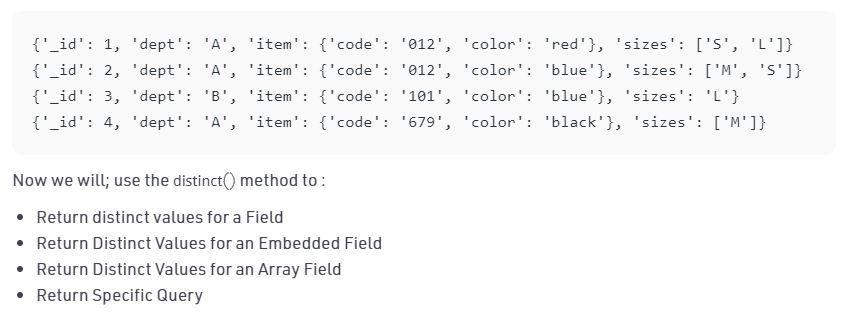 {'_id': 1, 'dept': 'A', 'item': {'code': '012', 'color': 'red'}, 'sizes': ['S', 'L']}
{'_id': 2, 'dept': 'A', 'item': {'code': '012', 'color': 'blue'}, 'sizes': ['M', 'S']}
{'_id': 3, 'dept': 'B', 'item': {'code': '101', 'color': 'blue'}, 'sizes': 'L'}
{'_id': 4, 'dept': 'A', 'item': {'code': '679', 'color': 'black'}, 'sizes': ['M']}
Now we will; use the distinct() method to :
• Return distinct values for a Field
• Return Distinct Values for an Embedded Field
• Return Distinct Values for an Array Field
• Return Specific Query